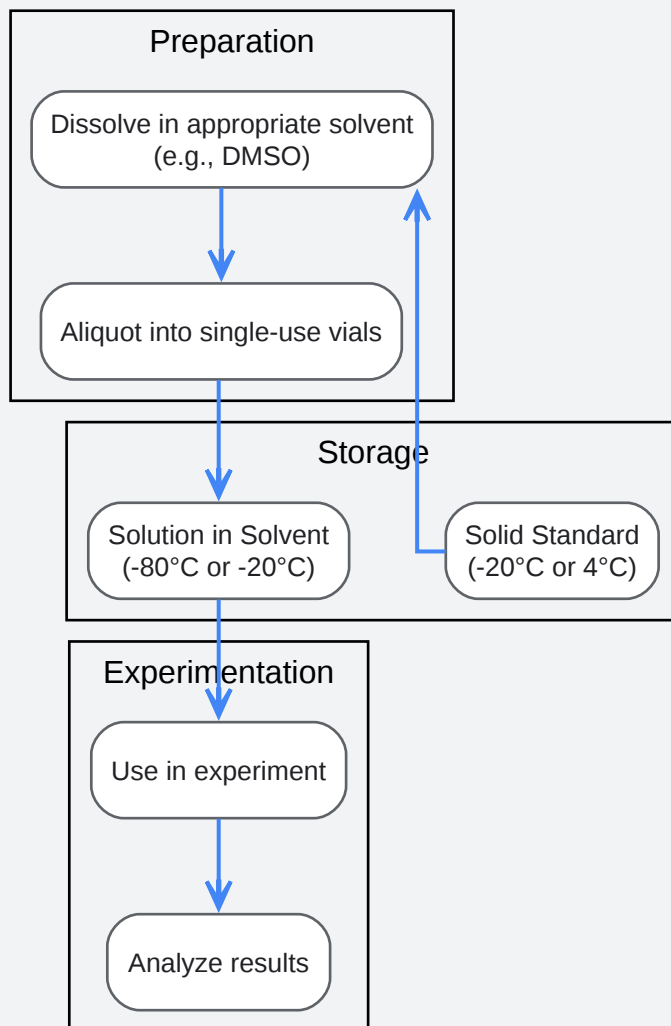 Preparation
Dissolve in appropriate solvent
(e.g., DMSO)
Aliquot into single-use vials
Storage
Solution in Solvent
(-80°C or -20°C)
Solid Standard
(-20°C or 4°C)
Experimentation
Use in experiment
Analyze results